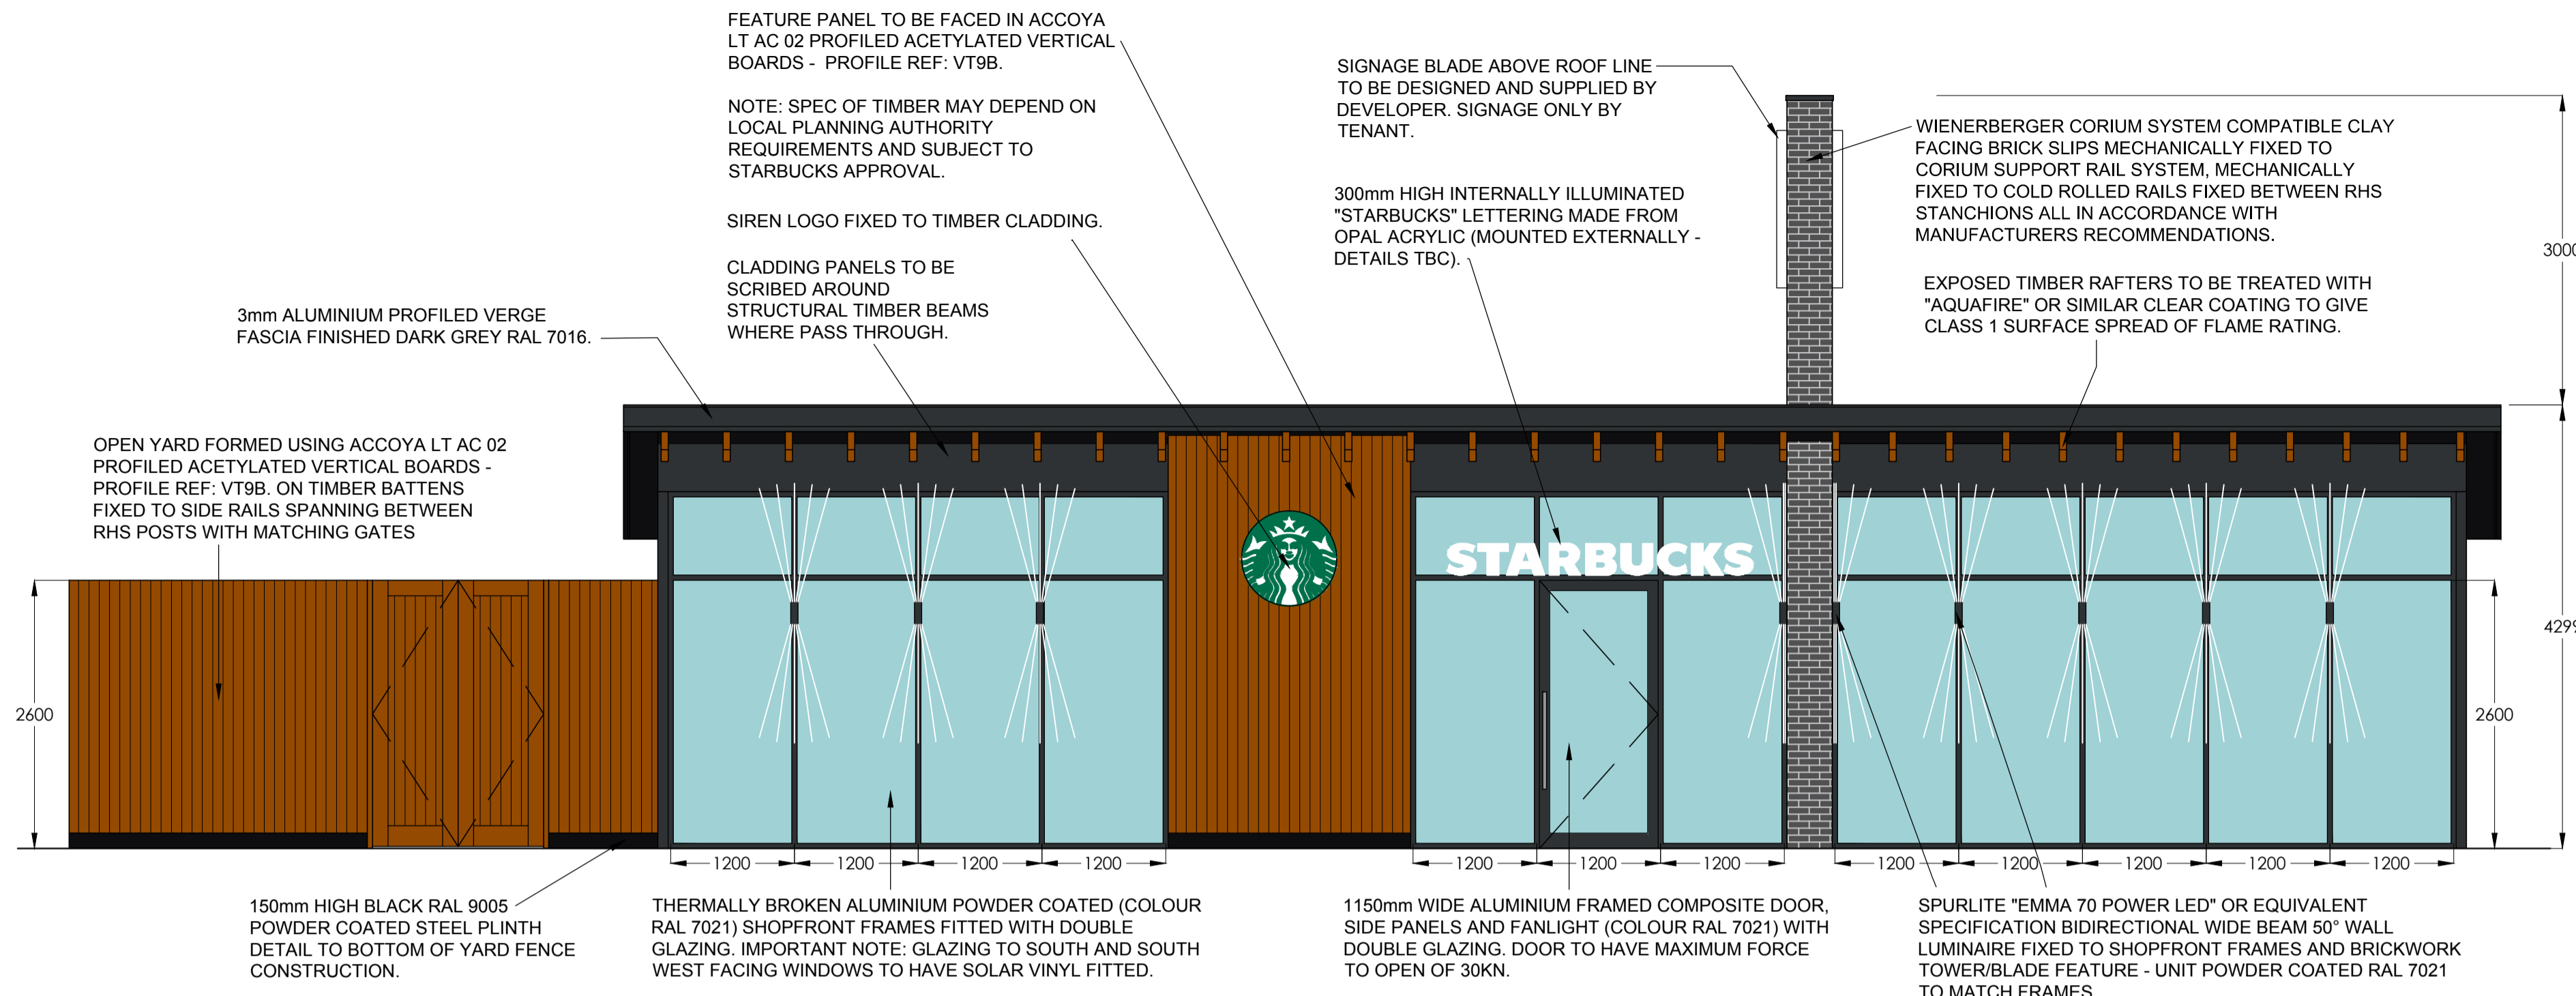 FEATURE PANEL TO BE FACED IN ACCOYA
LT AC 02 PROFILED ACETYLATED VERTICAL
BOARDS - PROFILE REF: VT9B.
NOTE: SPEC OF TIMBER MAY DEPEND ON
LOCAL PLANNING AUTHORITY
REQUIREMENTS AND SUBJECT TO
STARBUCKS APPROVAL.
SIREN LOGO FIXED TO TIMBER CLADDING.
CLADDING PANELS TO BE
SCRIBED AROUND
STRUCTURAL TIMBER BEAMS
WHERE PASS THROUGH.
3mm ALUMINIUM PROFILED VERGE
FASCIA FINISHED DARK GREY RAL 7016.
OPEN YARD FORMED USING ACCOYA LT AC 02
PROFILED ACETYLATED VERTICAL BOARDS -
PROFILE REF: VT9B. ON TIMBER BATTENS
FIXED TO SIDE RAILS SPANNING BETWEEN
RHS POSTS WITH MATCHING GATES
SIGNAGE BLADE ABOVE ROOF LINE
TO BE DESIGNED AND SUPPLIED BY
DEVELOPER. SIGNAGE ONLY BY
TENANT.
300mm HIGH INTERNALLY ILLUMINATED
"STARBUCKS" LETTERING MADE FROM
OPAL ACRYLIC (MOUNTED EXTERNALLY -
DETAILS TBC).
WIENERBERGER CORIUM SYSTEM COMPATIBLE CLAY
FACING BRICK SLIPS MECHANICALLY FIXED TO
CORIUM SUPPORT RAIL SYSTEM, MECHANICALLY
FIXED TO COLD ROLLED RAILS FIXED BETWEEN RHS
STANCHIONS ALL IN ACCORDANCE WITH
MANUFACTURERS RECOMMENDATIONS.
EXPOSED TIMBER RAFTERS TO BE TREATED WITH
"AQUAFIRE" OR SIMILAR CLEAR COATING TO GIVE
CLASS 1 SURFACE SPREAD OF FLAME RATING.
3000
STARBUCKS
4299
2600
2600
1200 1200 1200 1200 1200 1200 1200 1200 1200 1200 1200 1200
150mm HIGH BLACK RAL 9005
POWDER COATED STEEL PLINTH
DETAIL TO BOTTOM OF YARD FENCE
CONSTRUCTION.
THERMALLY BROKEN ALUMINIUM POWDER COATED (COLOUR
RAL 7021) SHOPFRONT FRAMES FITTED WITH DOUBLE
GLAZING. IMPORTANT NOTE: GLAZING TO SOUTH AND SOUTH
WEST FACING WINDOWS TO HAVE SOLAR VINYL FITTED.
1150mm WIDE ALUMINIUM FRAMED COMPOSITE DOOR,
SIDE PANELS AND FANLIGHT (COLOUR RAL 7021) WITH
DOUBLE GLAZING. DOOR TO HAVE MAXIMUM FORCE
TO OPEN OF 30KN.
SPURLITE "EMMA 70 POWER LED" OR EQUIVALENT
SPECIFICATION BIDIRECTIONAL WIDE BEAM 50° WALL
LUMINAIRE FIXED TO SHOPFRONT FRAMES AND BRICKWORK
TOWER/BLADE FEATURE - UNIT POWDER COATED RAL 7021
TO MATCH FRAMES